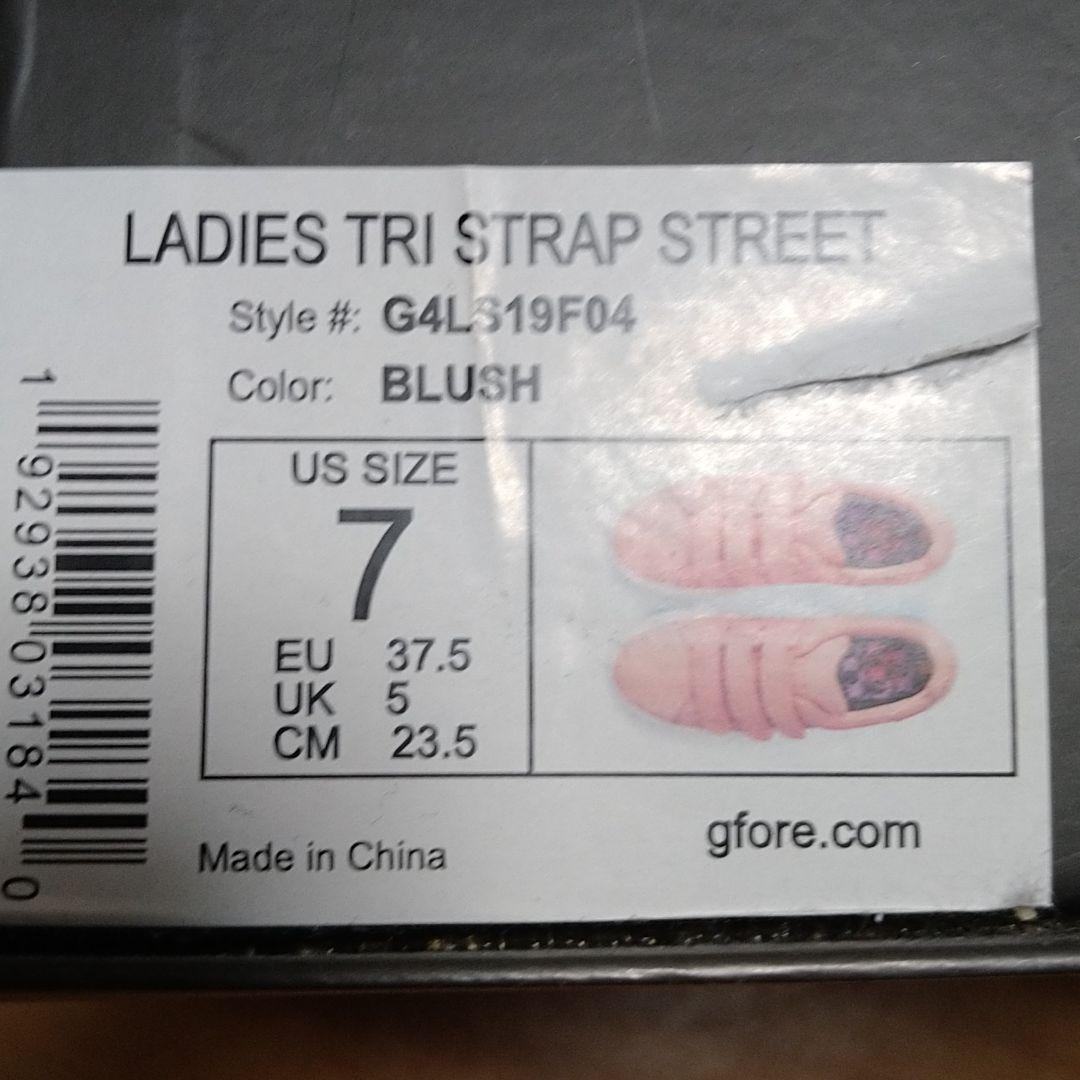 LADIES TRI STRAP STREET
Style #: G4LS19F04
Color: BLUSH
US SIZE
7
EU 37.5
UK 5
CM 23.5
Made in China
gfore.com
1 92938 03184 0